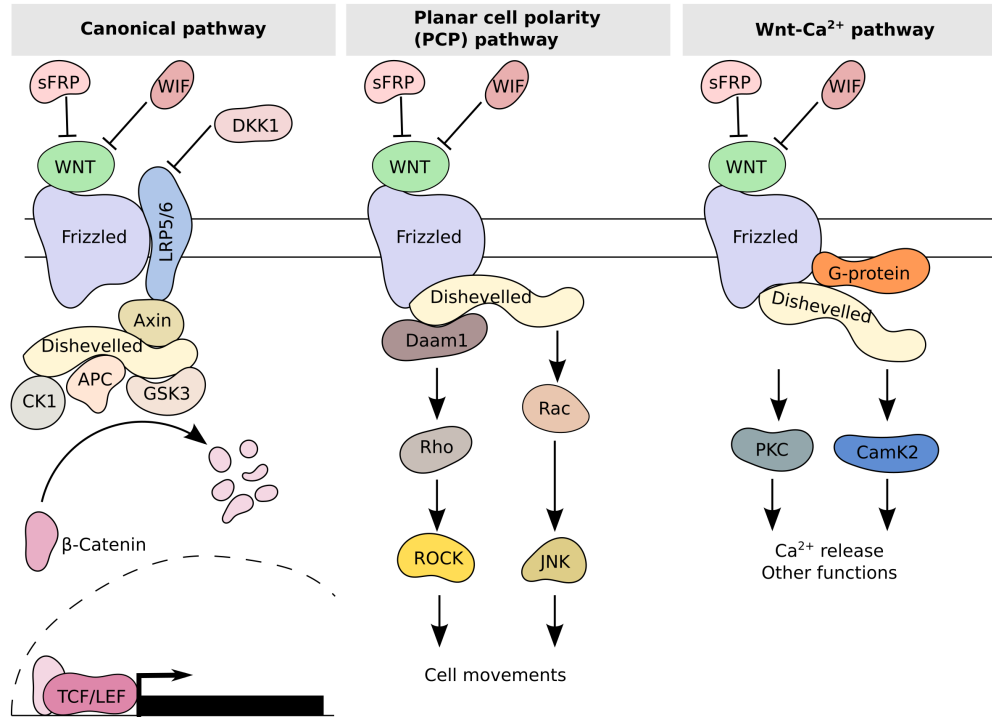 Canonical pathway
sFRP
WIF
DKK1
WNT
LRP5/6
Frizzled
Axin
Dishevelled
APC
GSK3
CK1
β-Catenin
TCF/LEF
Planar cell polarity
(PCP) pathway
sFRP
WIF
WNT
Frizzled
Dishevelled
Daam1
Rac
Rho
ROCK
JNK
Cell movements
Wnt-Ca²⁺ pathway
sFRP
WIF
WNT
Frizzled
G-protein
Dishevelled
PKC
CamK2
Ca²⁺ release
Other functions